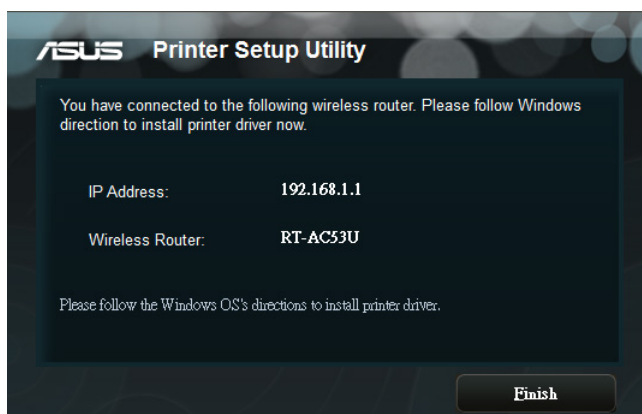 ASUS Printer Setup Utility
You have connected to the following wireless router. Please follow Windows
direction to install printer driver now.
IP Address: 192.168.1.1
Wireless Router: RT-AC53U
Please follow the Windows OS's directions to install printer driver.
Finish